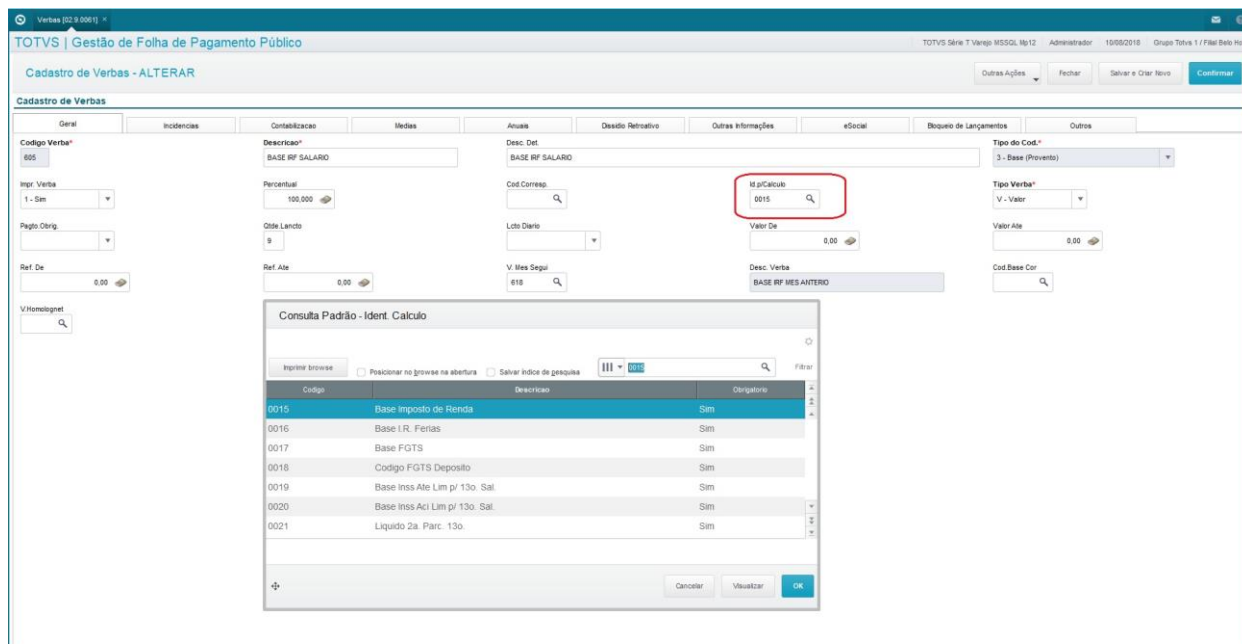 Verbas [02.9.0001] ×
TOTVS | Gestão de Folha de Pagamento Público
TOTVS Série T Varejo MSSQL Mp12 Administrador 10/08/2018 Grupo Totvs 1 / Filial Belo Ho
Cadastro de Verbas - ALTERAR
Outras Ações Fechar Salvar e Criar Novo Confirmar
Cadastro de Verbas
Geral Incidencias Contabilizacao Medias Anuais Dissidio Retroativo Outras Informações eSocial Bloqueio de Lançamentos Outros
Codigo Verba* Descricao* Desc. Det. Tipo do Cod.*
605 BASE IRF SALARIO BASE IRF SALARIO 3 - Base (Provento)
Impr. Verba Percentual Cod.Corresp. Id.p/Calculo Tipo Verba*
1 - Sim 100,000 0015 V - Valor
Pagto.Obrig. Qtde.Lancto Lcto Diario Valor De Valor Ate
9 0,00 0,00
Ref. De Ref. Ate V. Mes Segui Desc. Verba Cod.Base Cor
0,00 0,00 618 BASE IRF MES ANTERIO
V.Homolognet
Consulta Padrão - Ident. Calculo
Imprimir browse Posicionar no browse na abertura Salvar índice de pesquisa 0015 Filtrar
Codigo Descricao Obrigatorio
0015 Base Imposto de Renda Sim
0016 Base I.R. Ferias Sim
0017 Base FGTS Sim
0018 Codigo FGTS Deposito Sim
0019 Base Inss Ate Lim p/ 13o. Sal. Sim
0020 Base Inss Aci Lim p/ 13o. Sal. Sim
0021 Liquido 2a. Parc. 13o. Sim
Cancelar Visualizar OK